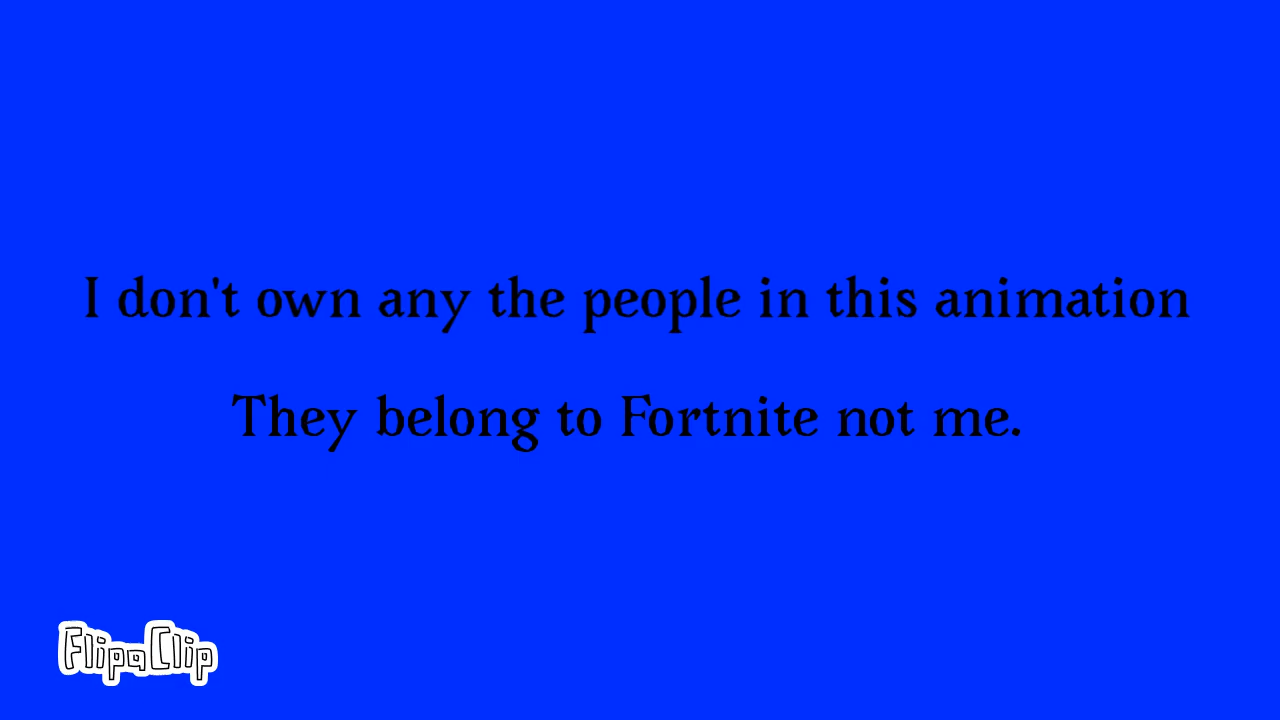 I don't own any the people in this animation
They belong to Fortnite not me.
FlipaClip